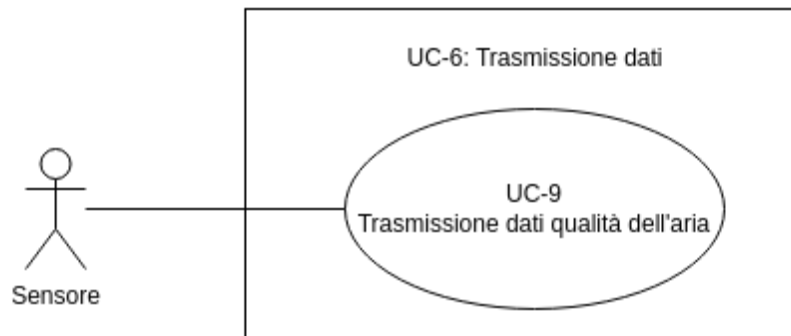 UC-6: Trasmissione dati
UC-9
Trasmissione dati qualità dell'aria
Sensore